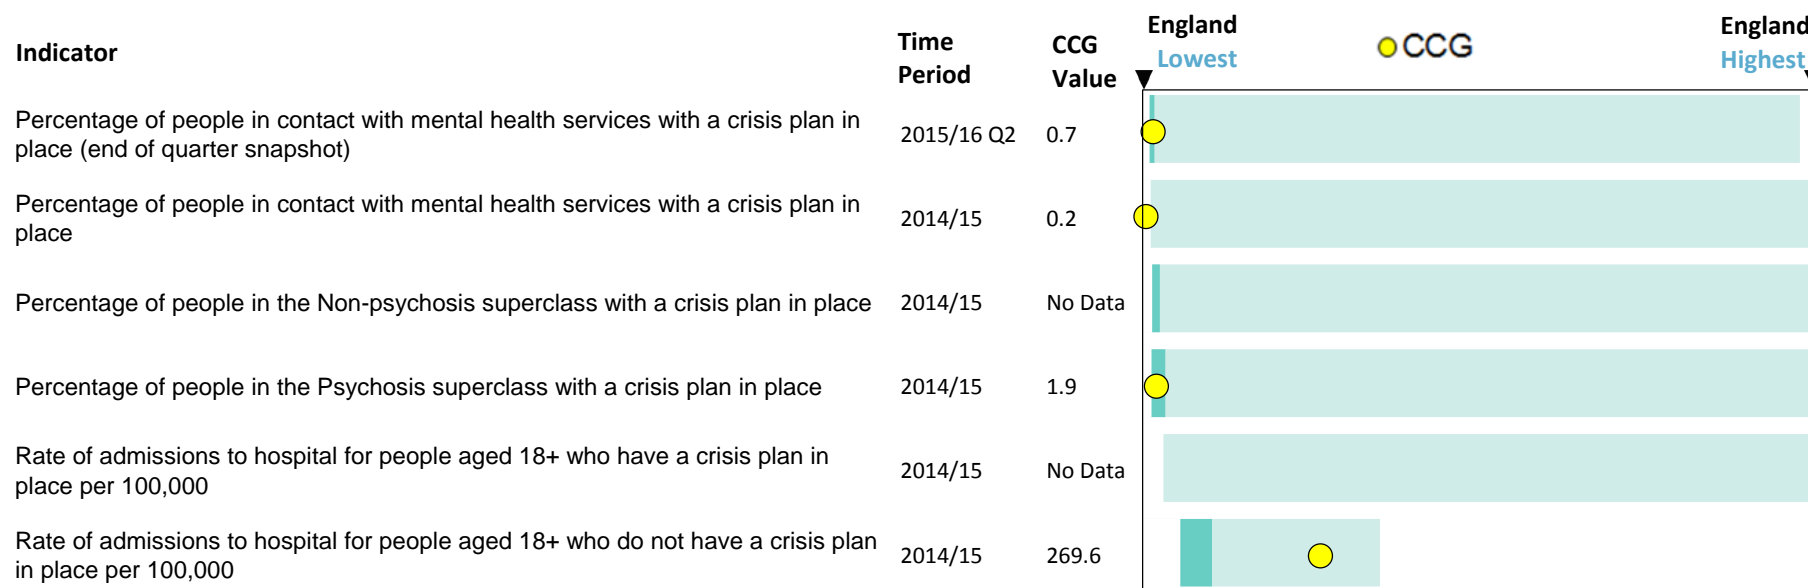 Indicator
Time Period
CCG Value
England Lowest
CCG
England Highest
Percentage of people in contact with mental health services with a crisis plan in
place (end of quarter snapshot)
2015/16 Q2
0.7
Percentage of people in contact with mental health services with a crisis plan in
place
2014/15
0.2
Percentage of people in the Non-psychosis superclass with a crisis plan in place
2014/15
No Data
Percentage of people in the Psychosis superclass with a crisis plan in place
2014/15
1.9
Rate of admissions to hospital for people aged 18+ who have a crisis plan in
place per 100,000
2014/15
No Data
Rate of admissions to hospital for people aged 18+ who do not have a crisis plan
in place per 100,000
2014/15
269.6